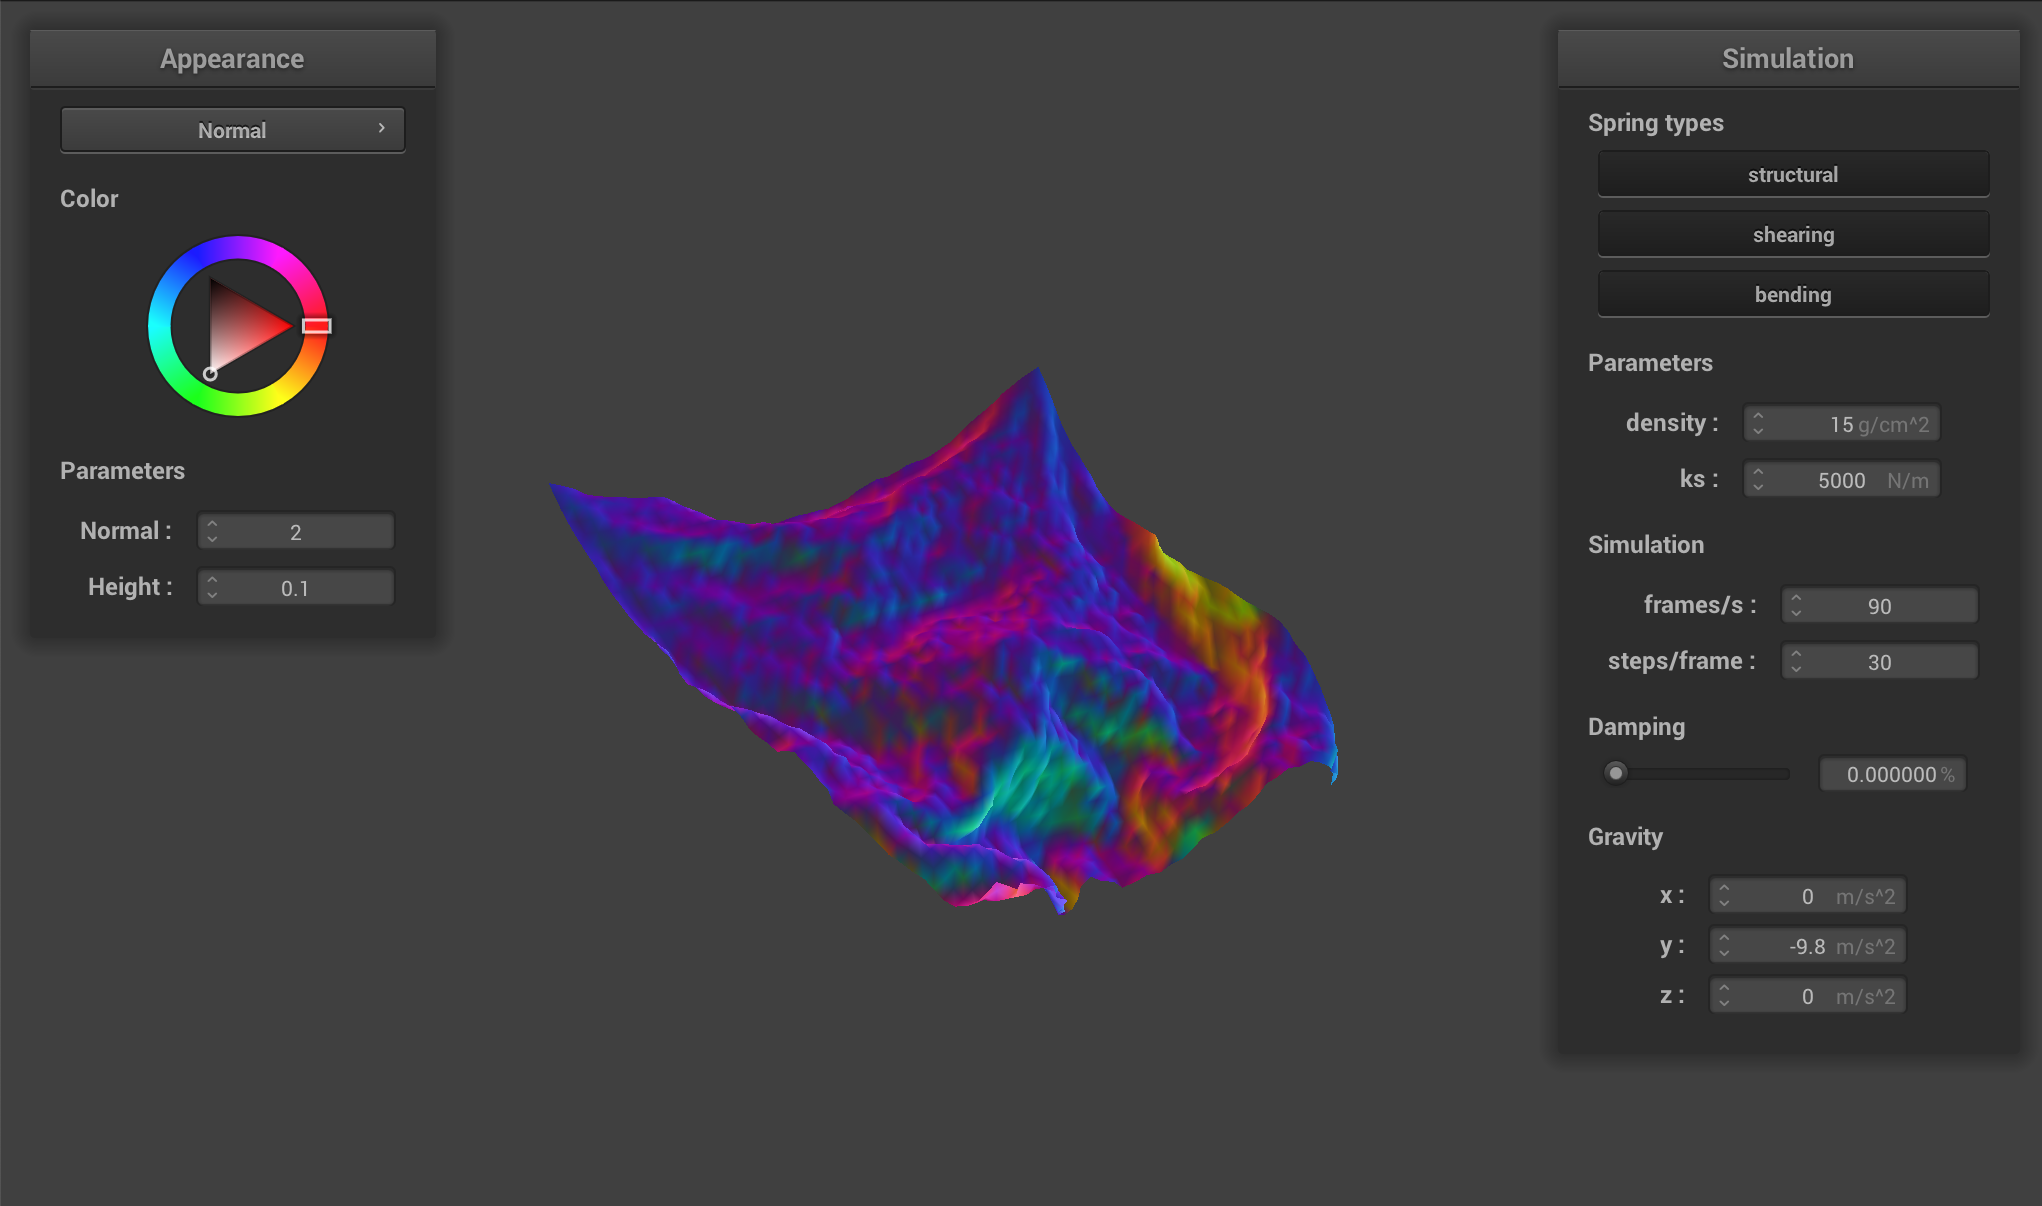 Appearance
Normal
Color
Parameters
Normal : 2
Height : 0.1
Simulation
Spring types
structural
shearing
bending
Parameters
density : 15 g/cm^2
ks : 5000 N/m
Simulation
frames/s : 90
steps/frame : 30
Damping
0.000000 %
Gravity
x : 0 m/s^2
y : -9.8 m/s^2
z : 0 m/s^2